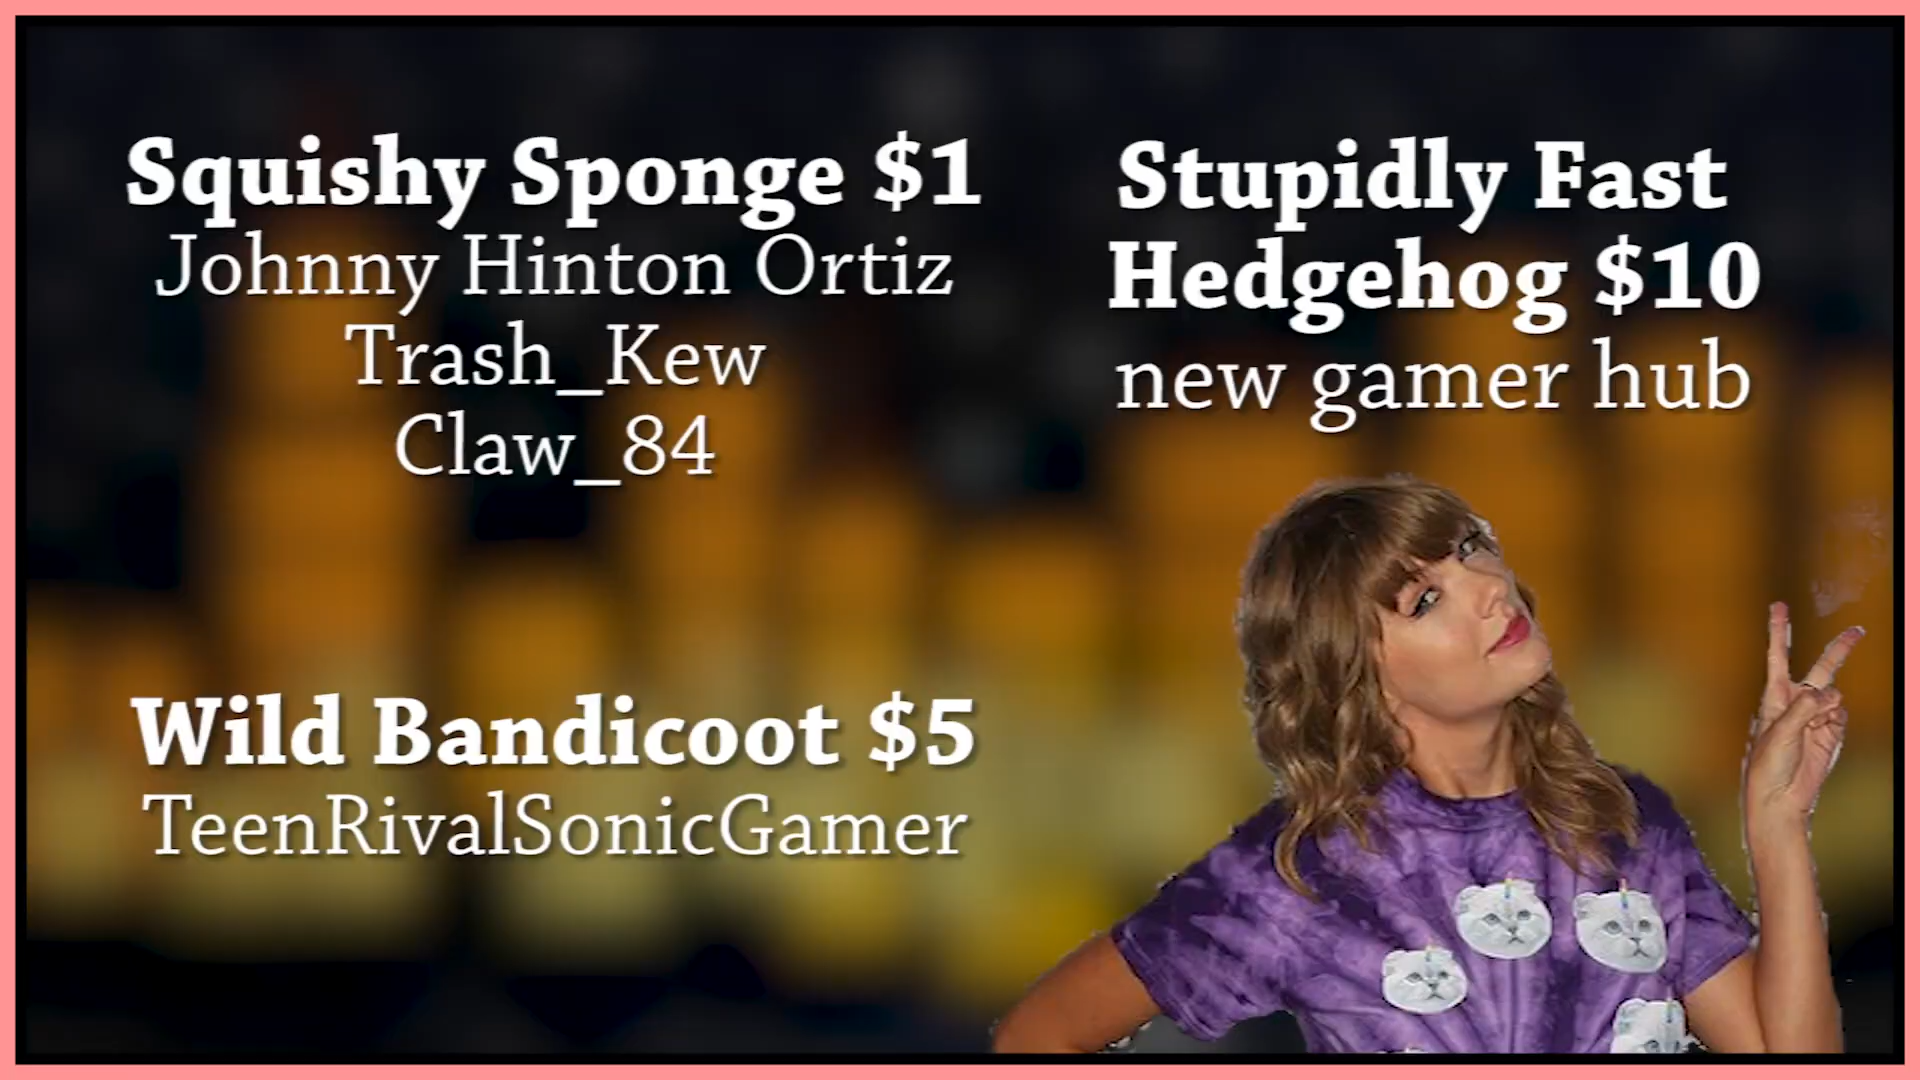 Squishy Sponge $1
Johnny Hinton Ortiz
Trash_Kew
Claw_84
Stupidly Fast
Hedgehog $10
new gamer hub
Wild Bandicoot $5
TeenRivalSonicGamer